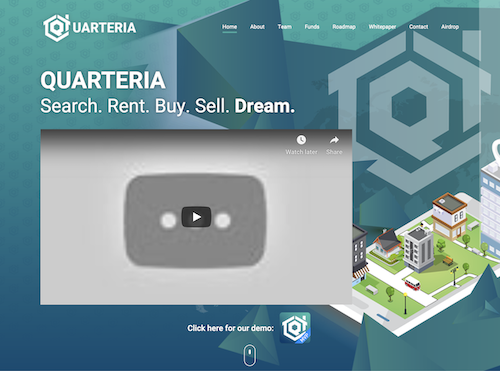 QUARTERIA
Home About Team Funds Roadmap Whitepaper Contact Airdrop
QUARTERIA
Search. Rent. Buy. Sell. Dream.
Watch later Share
Click here for our demo: